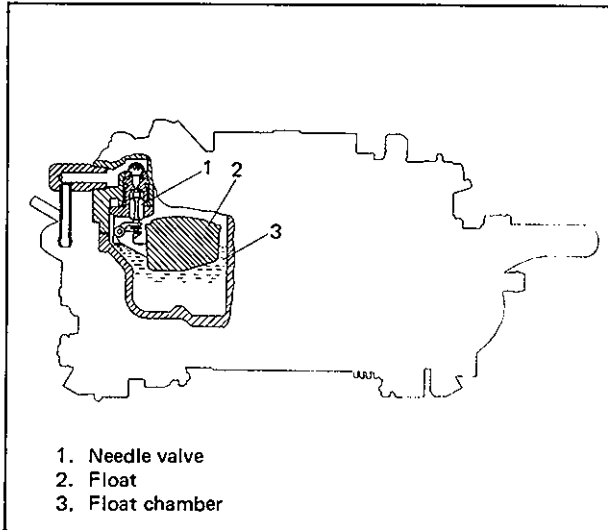 1
2
3
1. Needle valve
2. Float
3. Float chamber